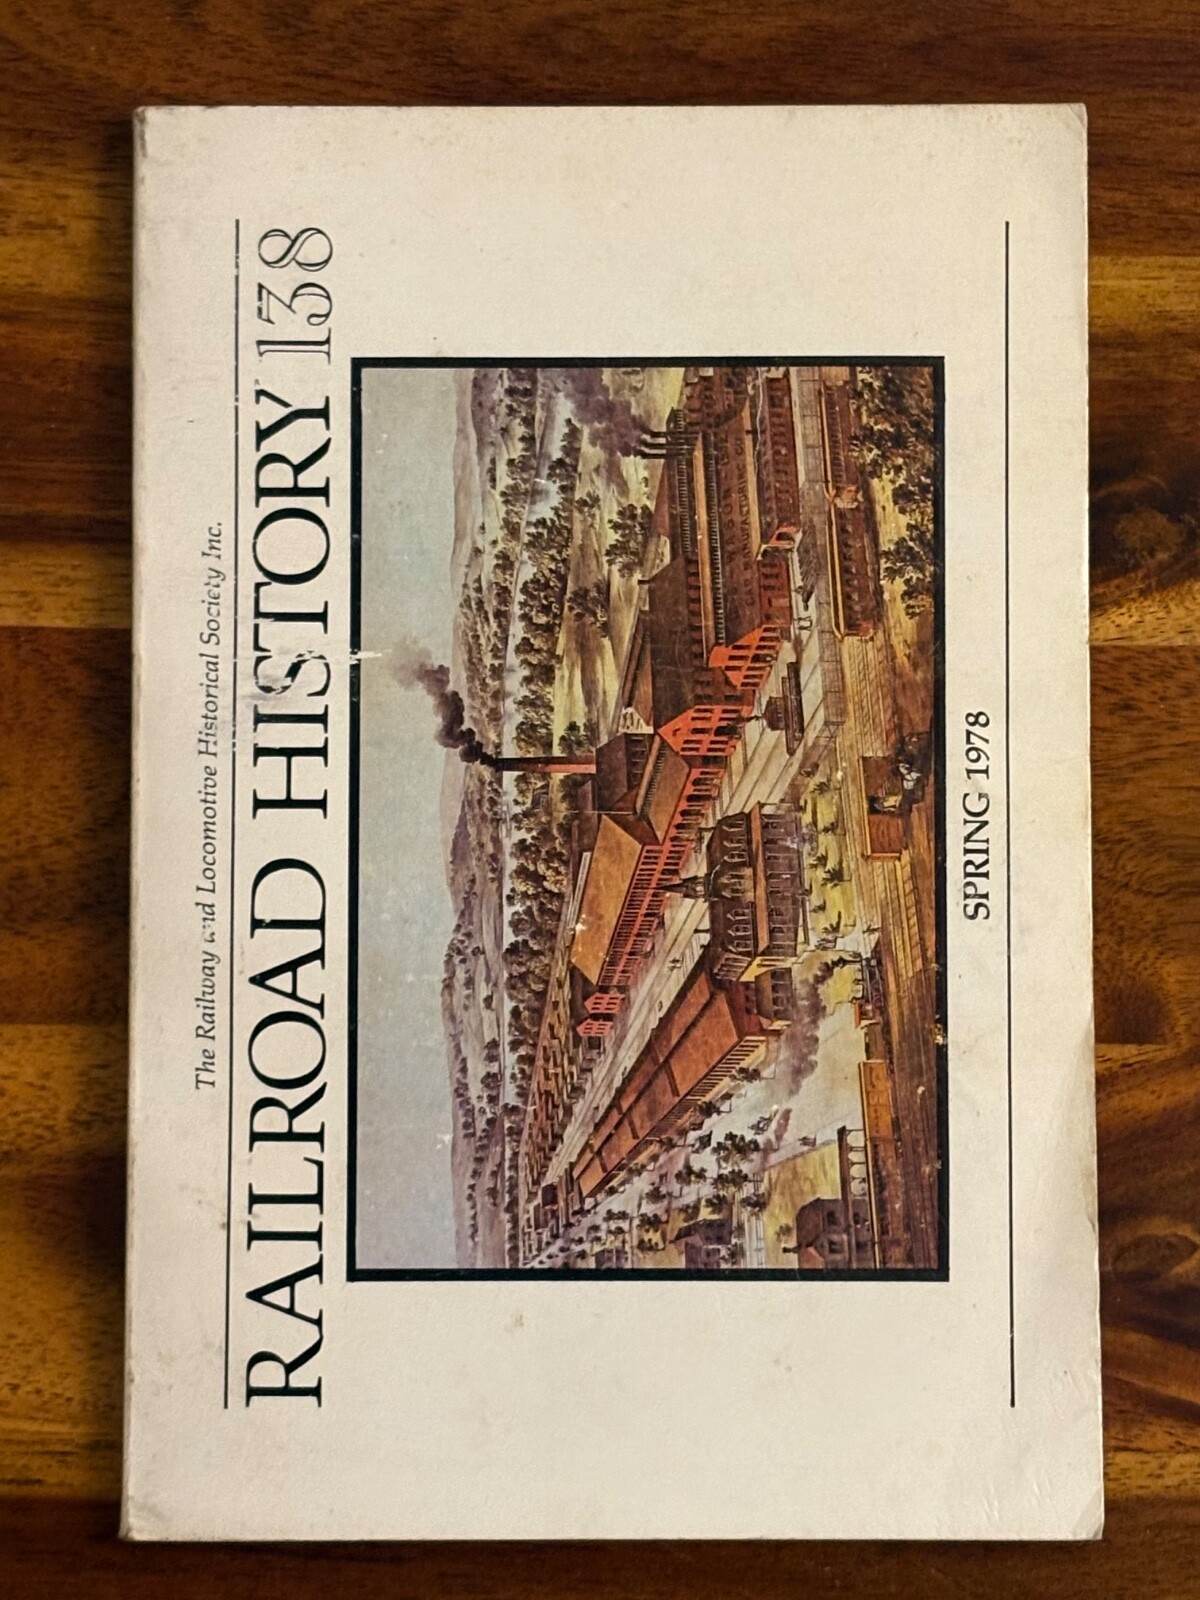 The Railway and Locomotive Historical Society Inc.
RAILROAD HISTORY 138
SPRING 1978